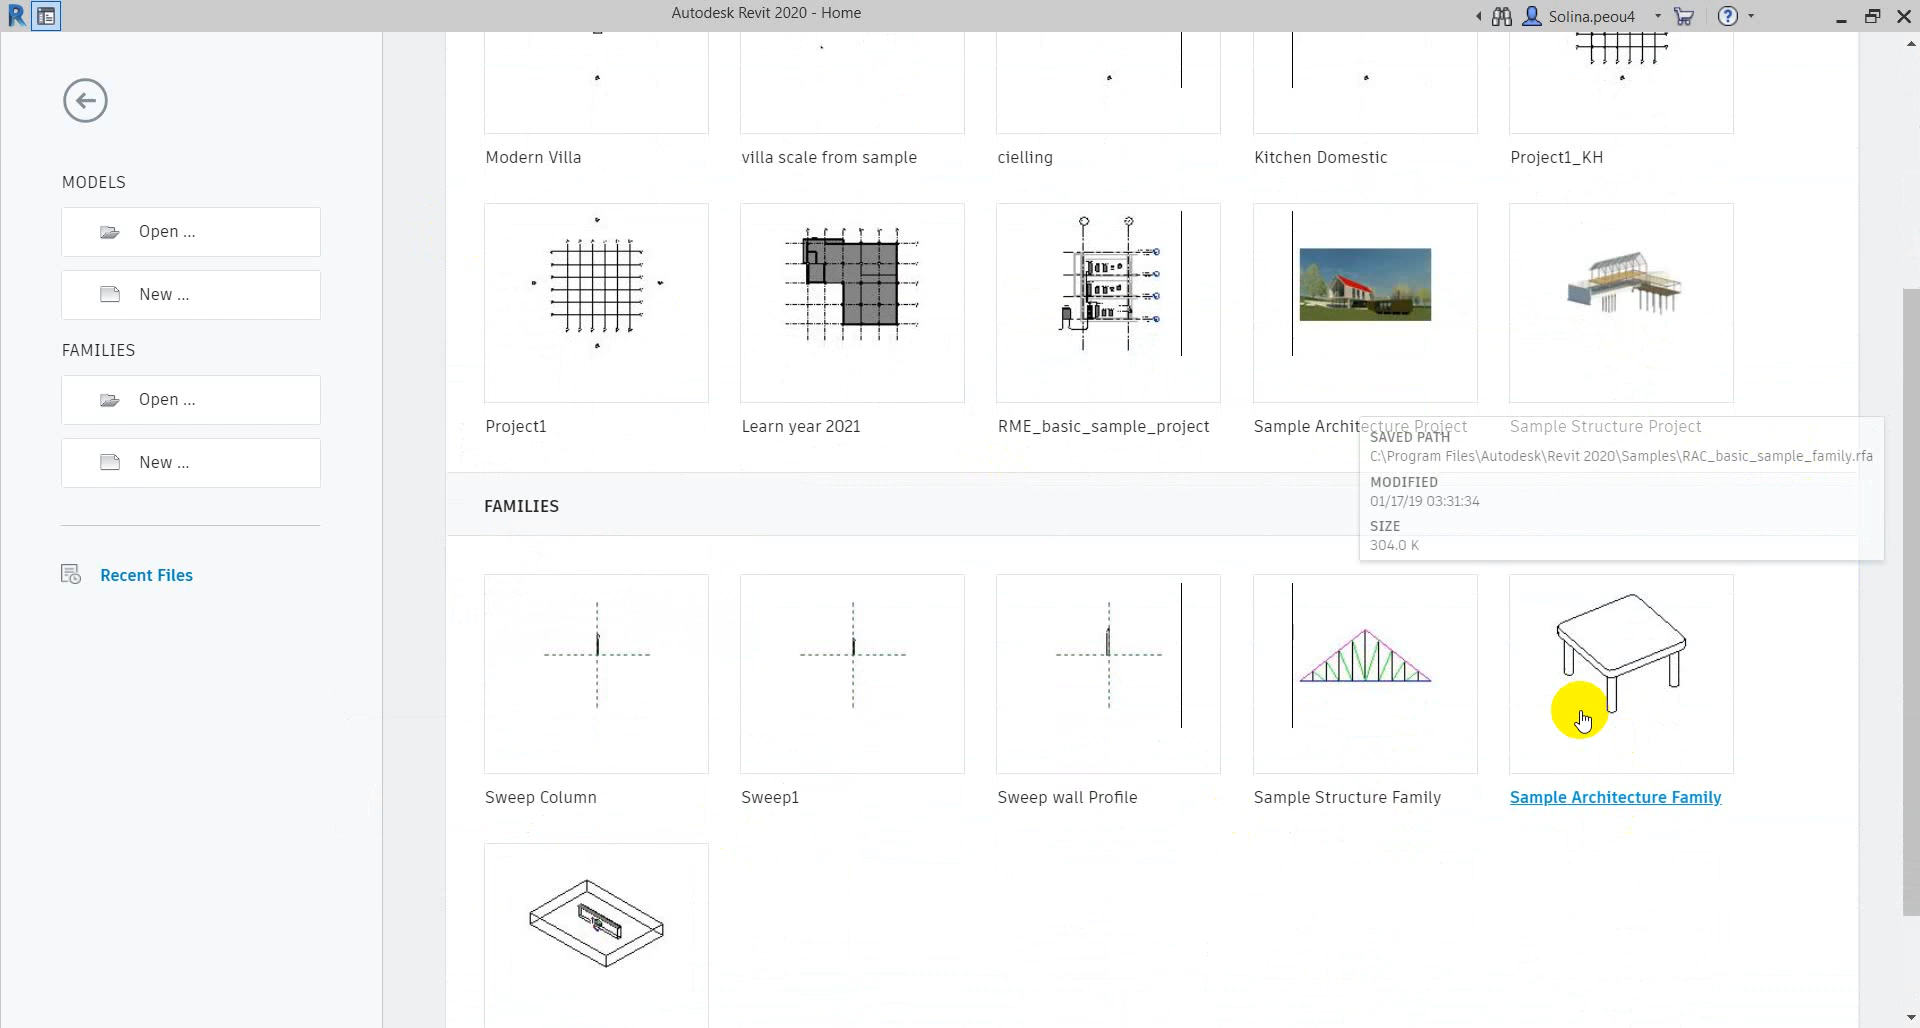 Autodesk Revit 2020 - Home
Solina.peou4
MODELS
Open ...
New ...
FAMILIES
Open ...
New ...
Recent Files
Modern Villa
villa scale from sample
cielling
Kitchen Domestic
Project1_KH
Project1
Learn year 2021
RME_basic_sample_project
Sample Architecture Project
Sample Structure Project
SAVED PATH
C:\Program Files\Autodesk\Revit 2020\Samples\RAC_basic_sample_family.rfa
MODIFIED
01/17/19 03:31:34
SIZE
304.0 K
FAMILIES
Sweep Column
Sweep1
Sweep wall Profile
Sample Structure Family
Sample Architecture Family